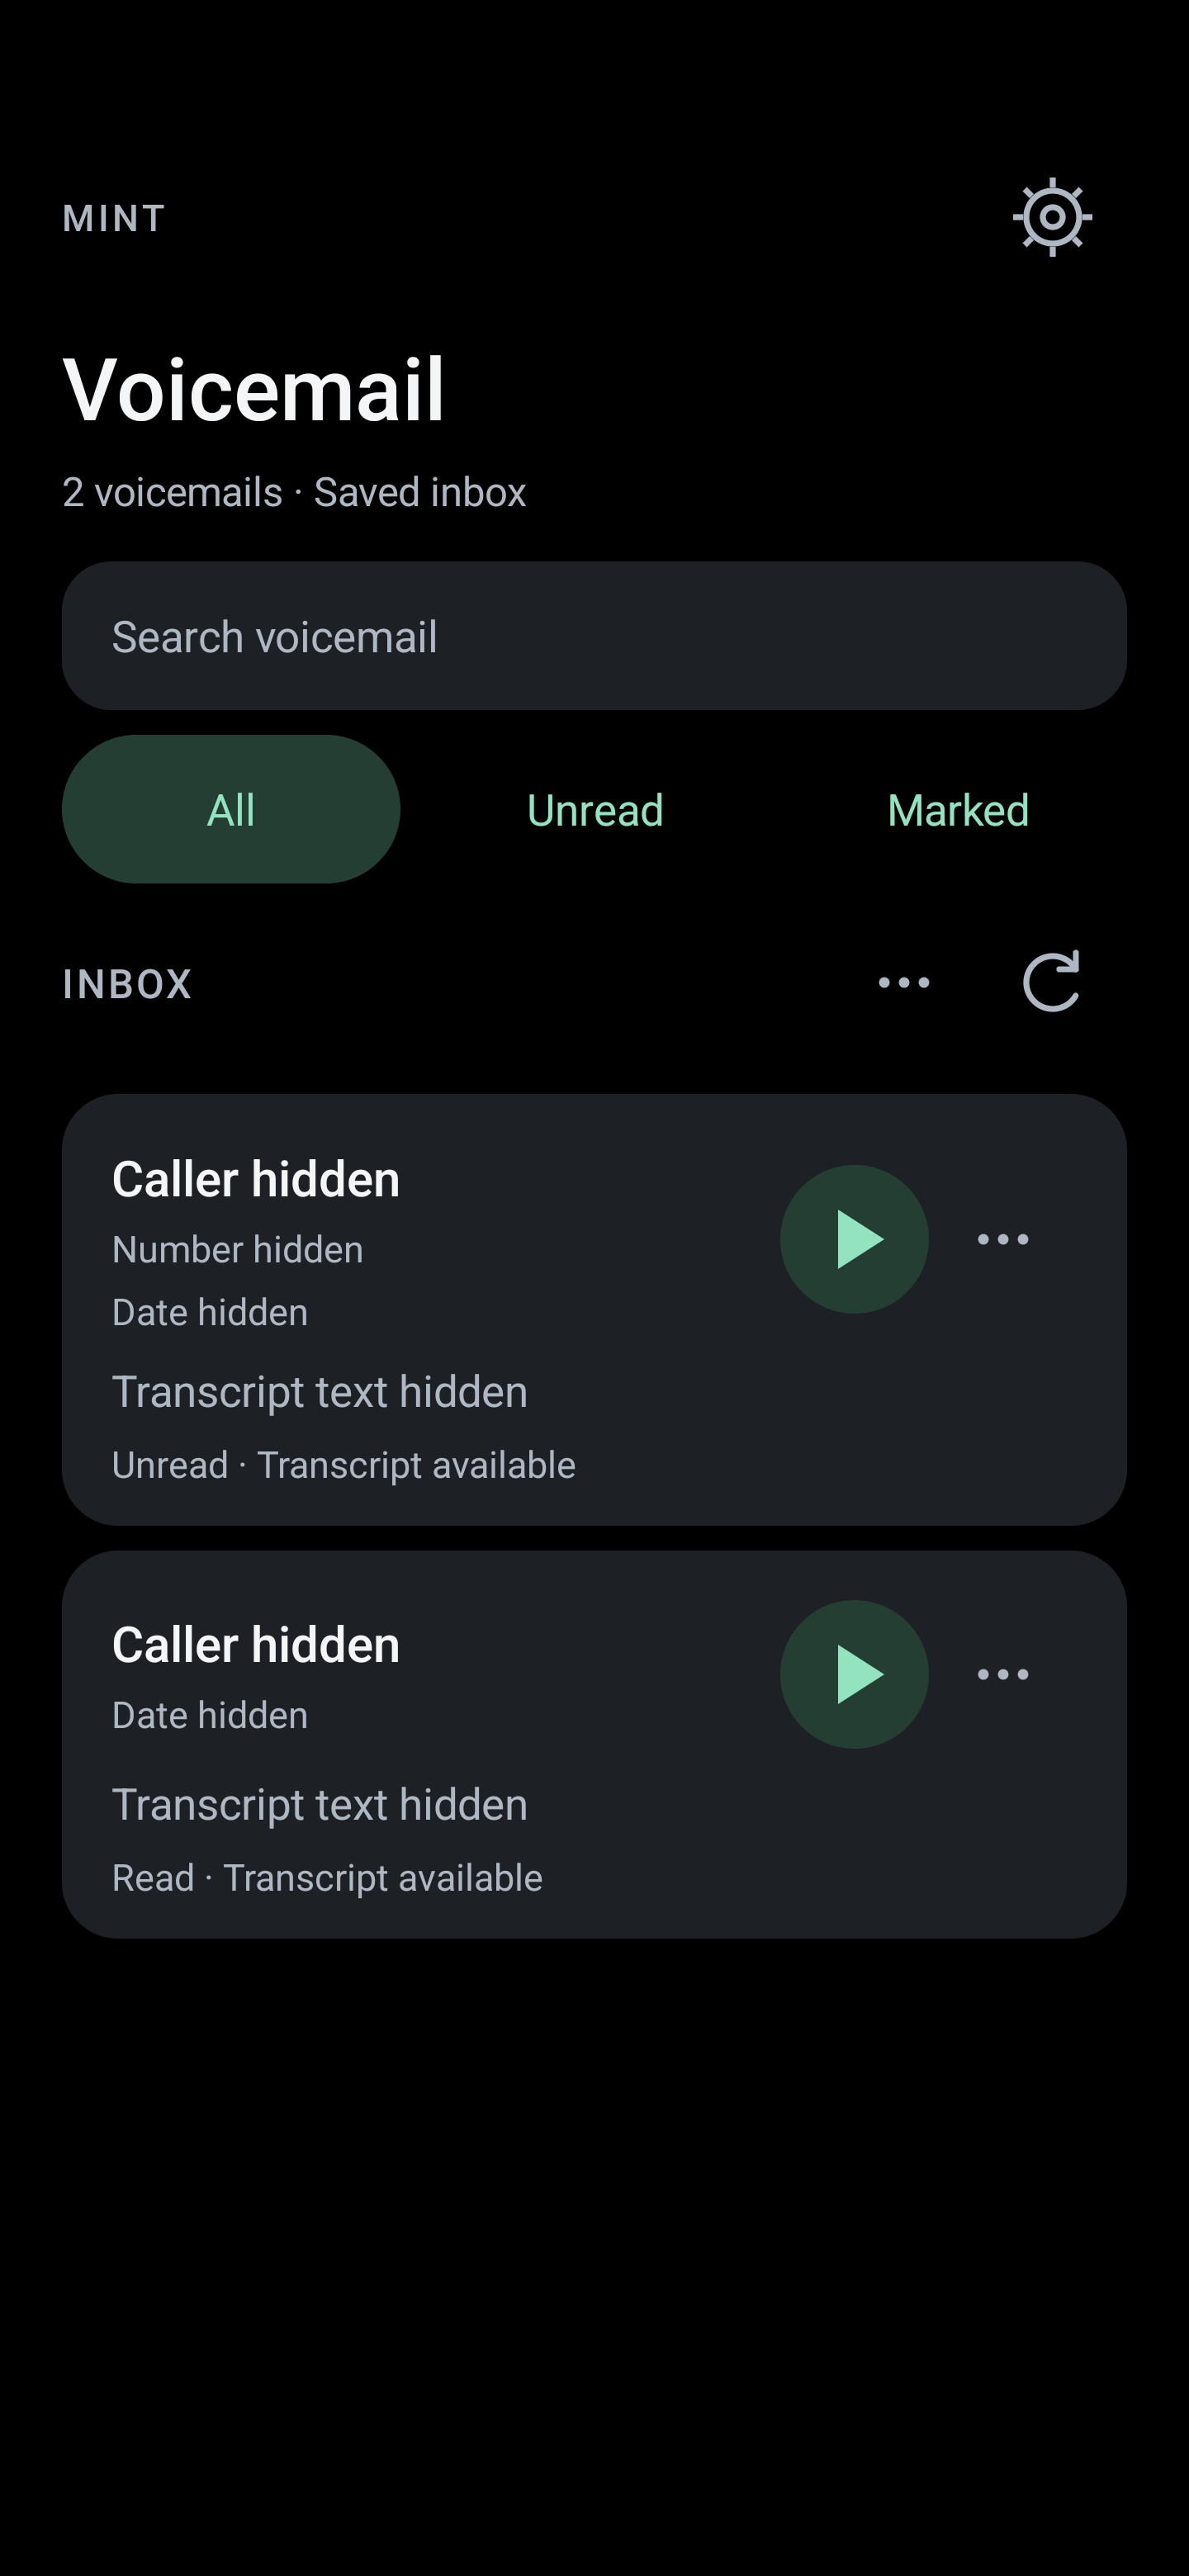 MINT
Voicemail
2 voicemails · Saved inbox
Search voicemail
All Unread Marked
INBOX
Caller hidden
Number hidden
Date hidden
Transcript text hidden
Unread · Transcript available
Caller hidden
Date hidden
Transcript text hidden
Read · Transcript available